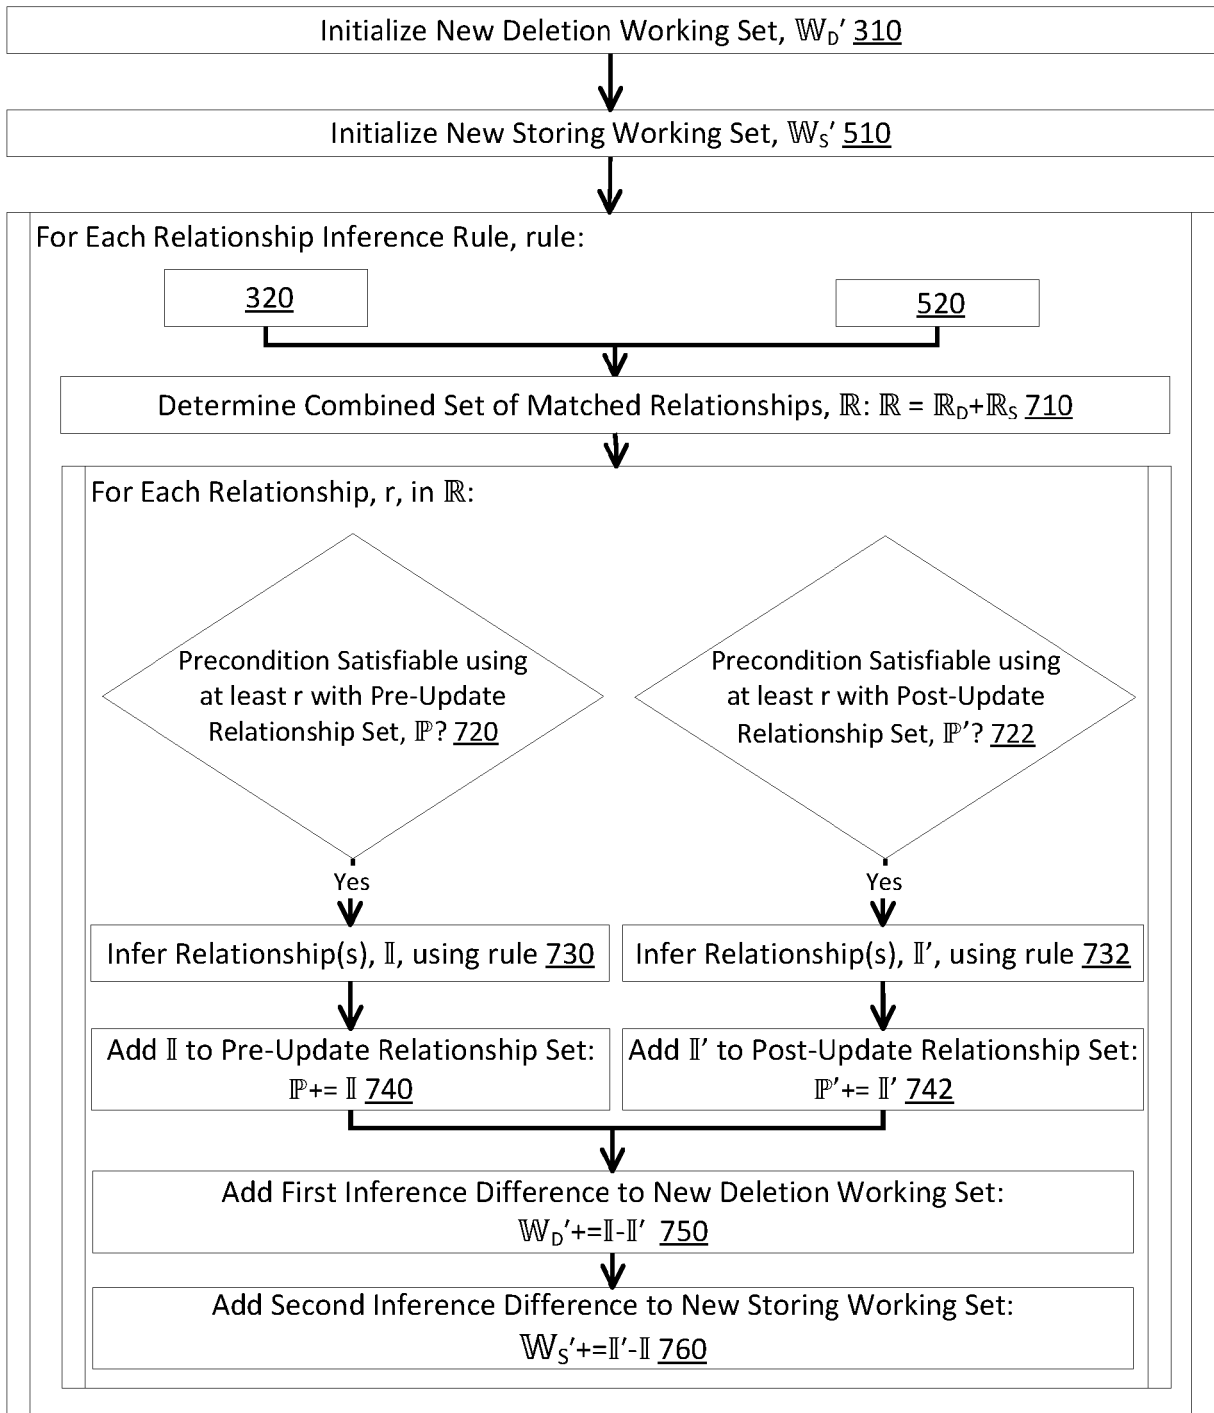 Initialize New Deletion Working Set, 𝕎D′ 310
Initialize New Storing Working Set, 𝕎S′ 510
For Each Relationship Inference Rule, rule:
320
520
Determine Combined Set of Matched Relationships, ℝ: ℝ = ℝD+ℝS 710
For Each Relationship, r, in ℝ:
Precondition Satisfiable using
at least r with Pre-Update
Relationship Set, ℙ? 720
Precondition Satisfiable using
at least r with Post-Update
Relationship Set, ℙ’? 722
Yes
Yes
Infer Relationship(s), 𝕀, using rule 730
Infer Relationship(s), 𝕀’, using rule 732
Add 𝕀 to Pre-Update Relationship Set:
ℙ+= 𝕀 740
Add 𝕀’ to Post-Update Relationship Set:
ℙ’+= 𝕀’ 742
Add First Inference Difference to New Deletion Working Set:
𝕎D′+=𝕀-𝕀’ 750
Add Second Inference Difference to New Storing Working Set:
𝕎S′+=𝕀’-𝕀 760